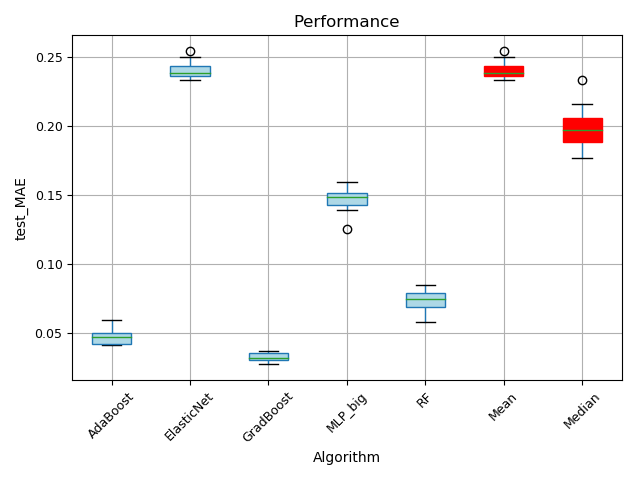 Performance
test_MAE
0.25
0.20
0.15
0.10
0.05
AdaBoost
ElasticNet
GradBoost
MLP_big
RF
Mean
Median
Algorithm